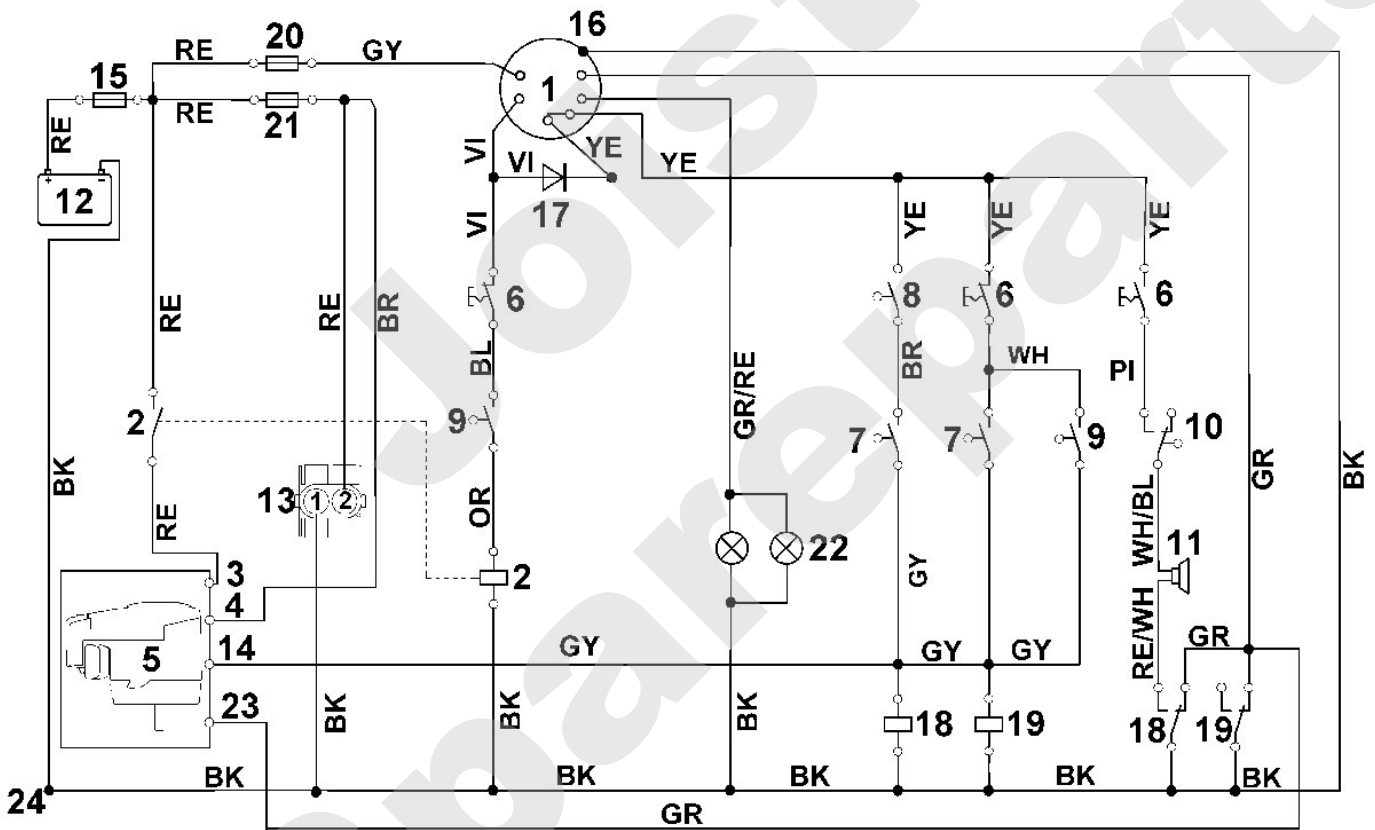 16
RE 20 GY
15 1
RE 21
RE
YE
VI VI YE
12
17
VI YE YE YE
6 8 6 6
RE RE BR
BL BR WH PI
GR/RE
2 9 7 7 9 10
BK GR BK
13 1 2 OR
RE WH/BL
22 11
3 2
4 GY
RE/WH
5 14 GY GY GY GR
23 BK BK BK 18 19 18 19
24 BK BK BK BK BK
GR
Joist
parepart
parepart